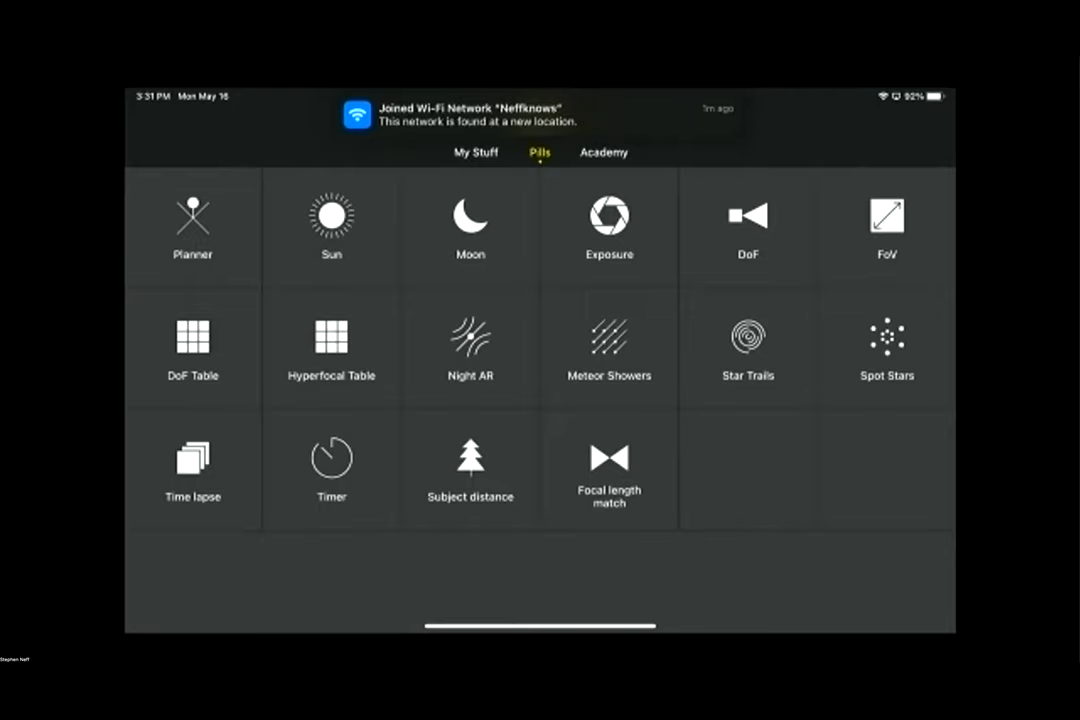 3:31 PM Mon May 16
Joined Wi-Fi Network "Neffknows"
1m ago
92%
This network is found at a new location.
My Stuff
Pills
Academy
Planner
Sun
Moon
Exposure
DoF
FoV
DoF Table
Hyperfocal Table
Night AR
Meteor Showers
Star Trails
Spot Stars
Time lapse
Timer
Subject distance
Focal length
match
Stephen Neff